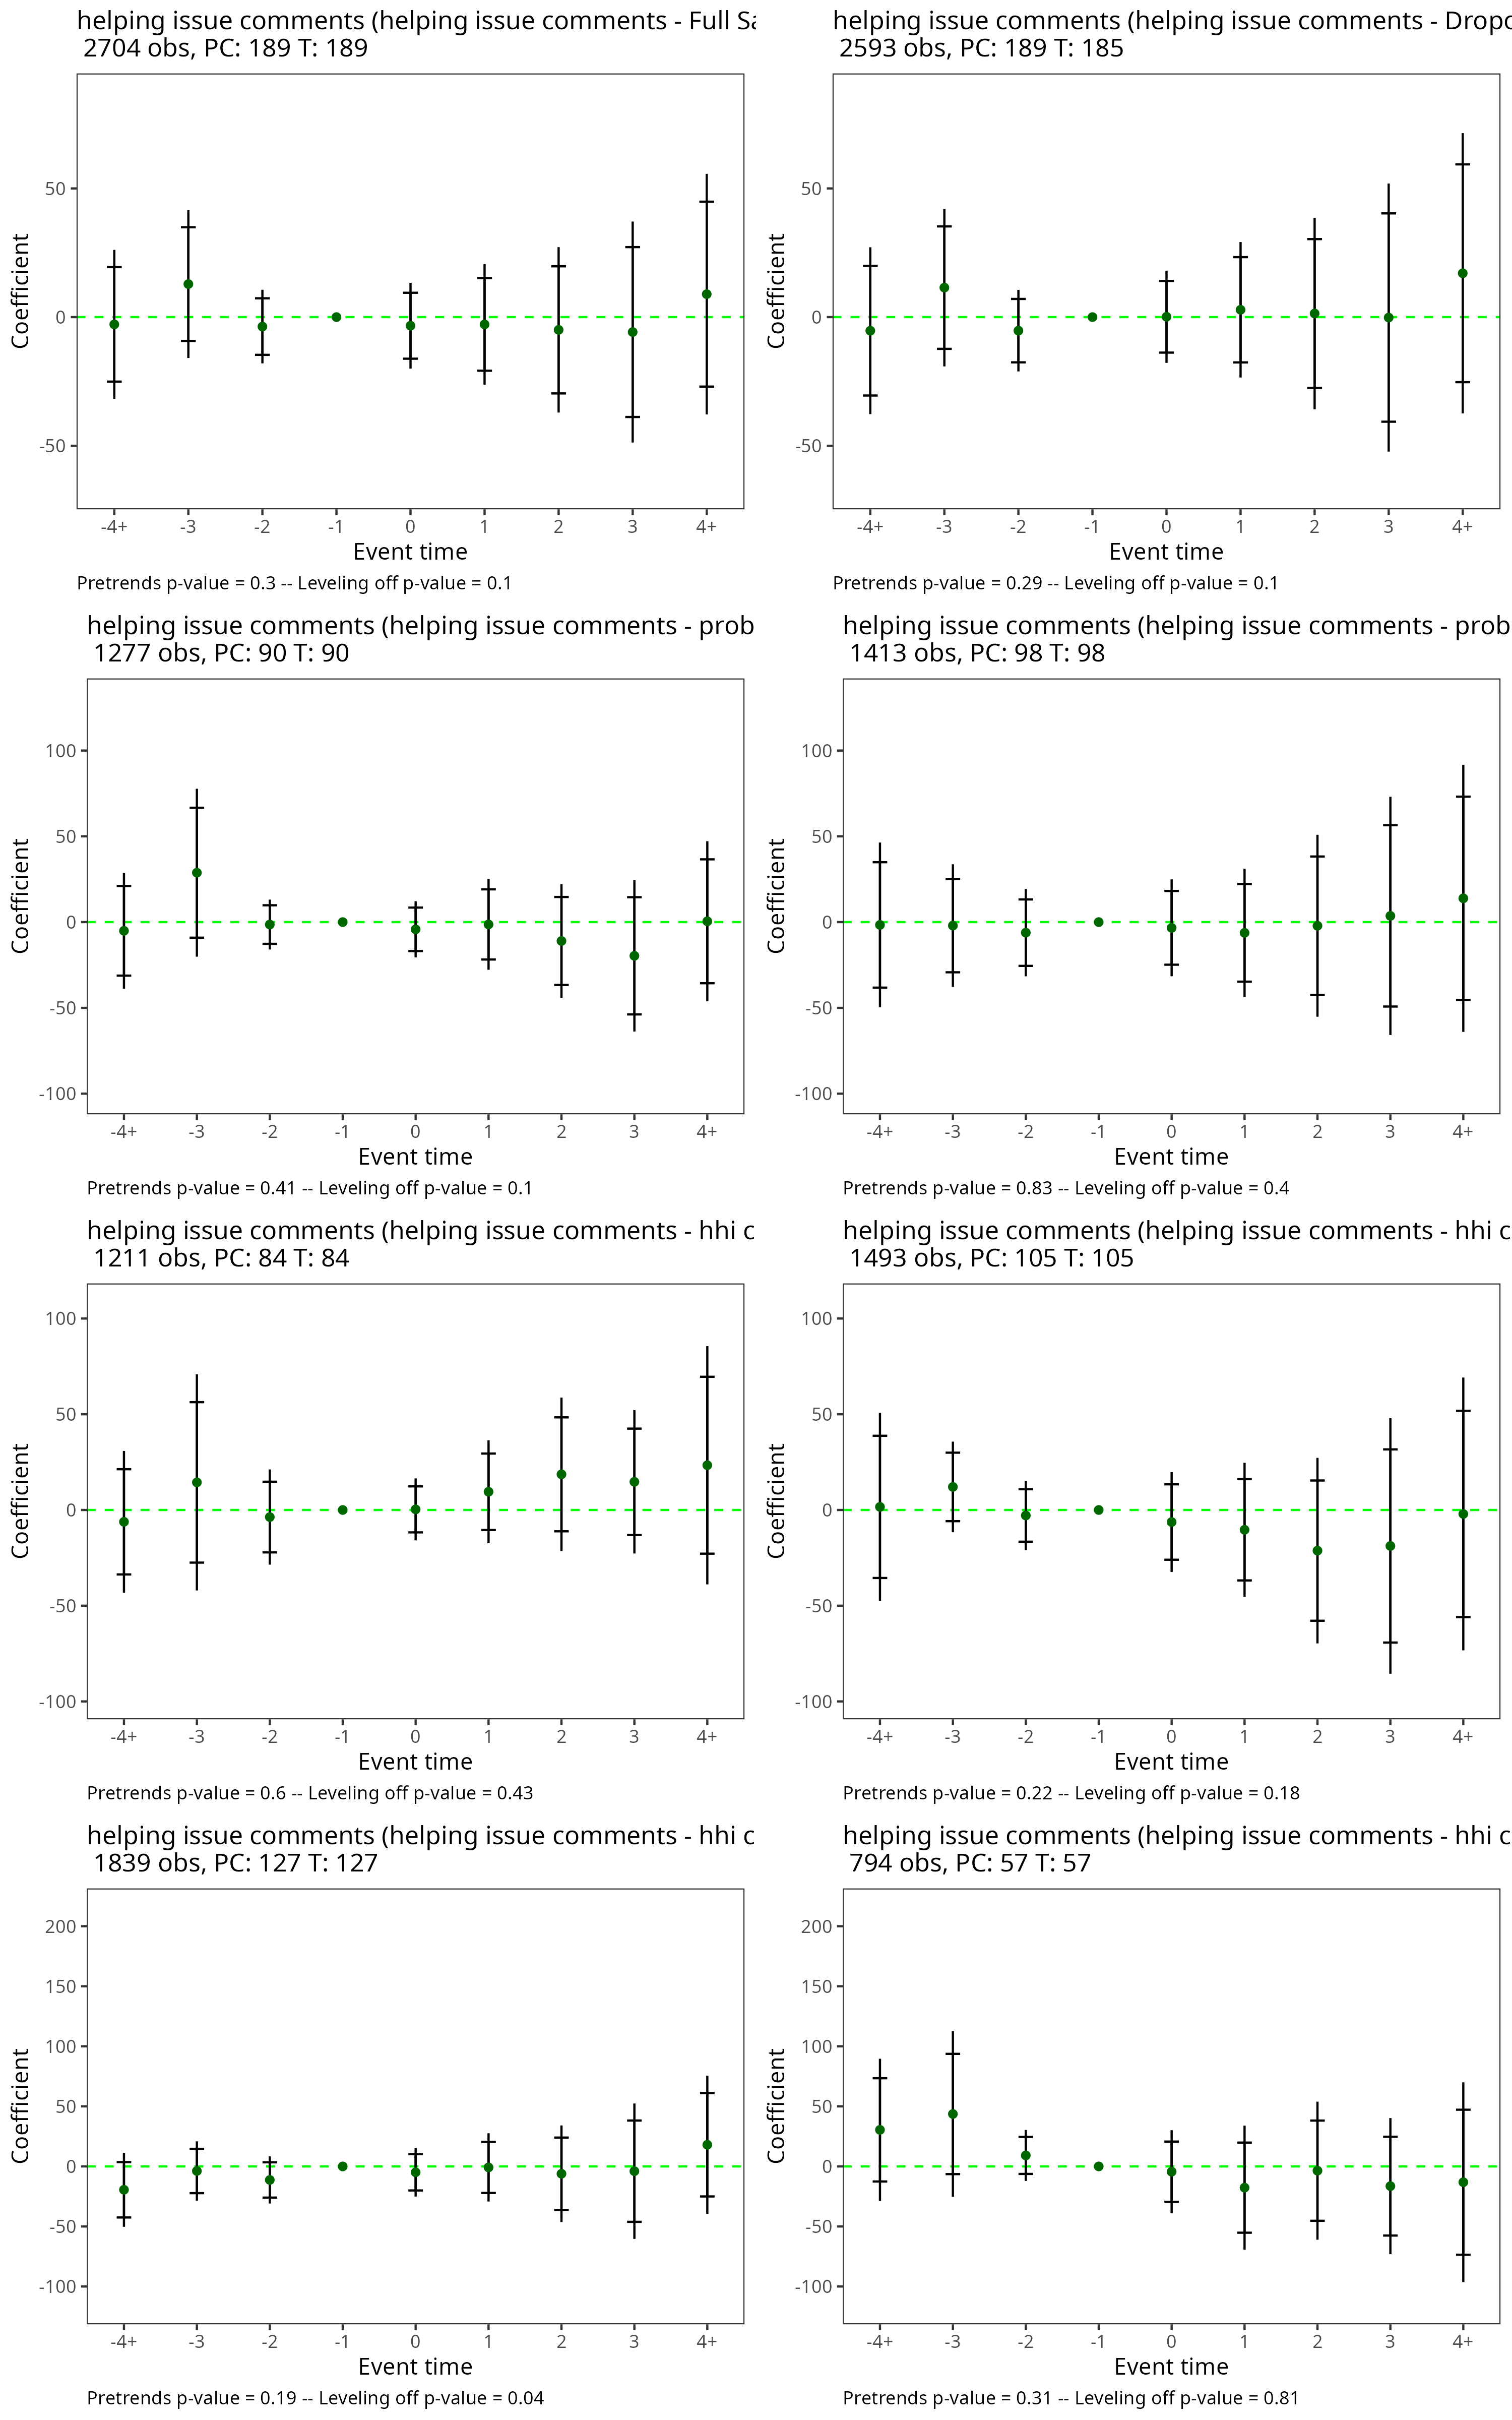 helping issue comments (helping issue comments - Full Sa
2704 obs, PC: 189 T: 189
50
0
-50
Coefficient
-4+ -3 -2 -1 0 1 2 3 4+
Event time
Pretrends p-value = 0.3 -- Leveling off p-value = 0.1
helping issue comments (helping issue comments - Dropo
2593 obs, PC: 189 T: 185
50
0
-50
Coefficient
-4+ -3 -2 -1 0 1 2 3 4+
Event time
Pretrends p-value = 0.29 -- Leveling off p-value = 0.1
helping issue comments (helping issue comments - prob
1277 obs, PC: 90 T: 90
100
50
0
-50
-100
Coefficient
-4+ -3 -2 -1 0 1 2 3 4+
Event time
Pretrends p-value = 0.41 -- Leveling off p-value = 0.1
helping issue comments (helping issue comments - prob
1413 obs, PC: 98 T: 98
100
50
0
-50
-100
Coefficient
-4+ -3 -2 -1 0 1 2 3 4+
Event time
Pretrends p-value = 0.83 -- Leveling off p-value = 0.4
helping issue comments (helping issue comments - hhi c
1211 obs, PC: 84 T: 84
100
50
0
-50
-100
Coefficient
-4+ -3 -2 -1 0 1 2 3 4+
Event time
Pretrends p-value = 0.6 -- Leveling off p-value = 0.43
helping issue comments (helping issue comments - hhi c
1493 obs, PC: 105 T: 105
100
50
0
-50
-100
Coefficient
-4+ -3 -2 -1 0 1 2 3 4+
Event time
Pretrends p-value = 0.22 -- Leveling off p-value = 0.18
helping issue comments (helping issue comments - hhi c
1839 obs, PC: 127 T: 127
200
150
100
50
0
-50
-100
Coefficient
-4+ -3 -2 -1 0 1 2 3 4+
Event time
Pretrends p-value = 0.19 -- Leveling off p-value = 0.04
helping issue comments (helping issue comments - hhi c
794 obs, PC: 57 T: 57
200
150
100
50
0
-50
-100
Coefficient
-4+ -3 -2 -1 0 1 2 3 4+
Event time
Pretrends p-value = 0.31 -- Leveling off p-value = 0.81